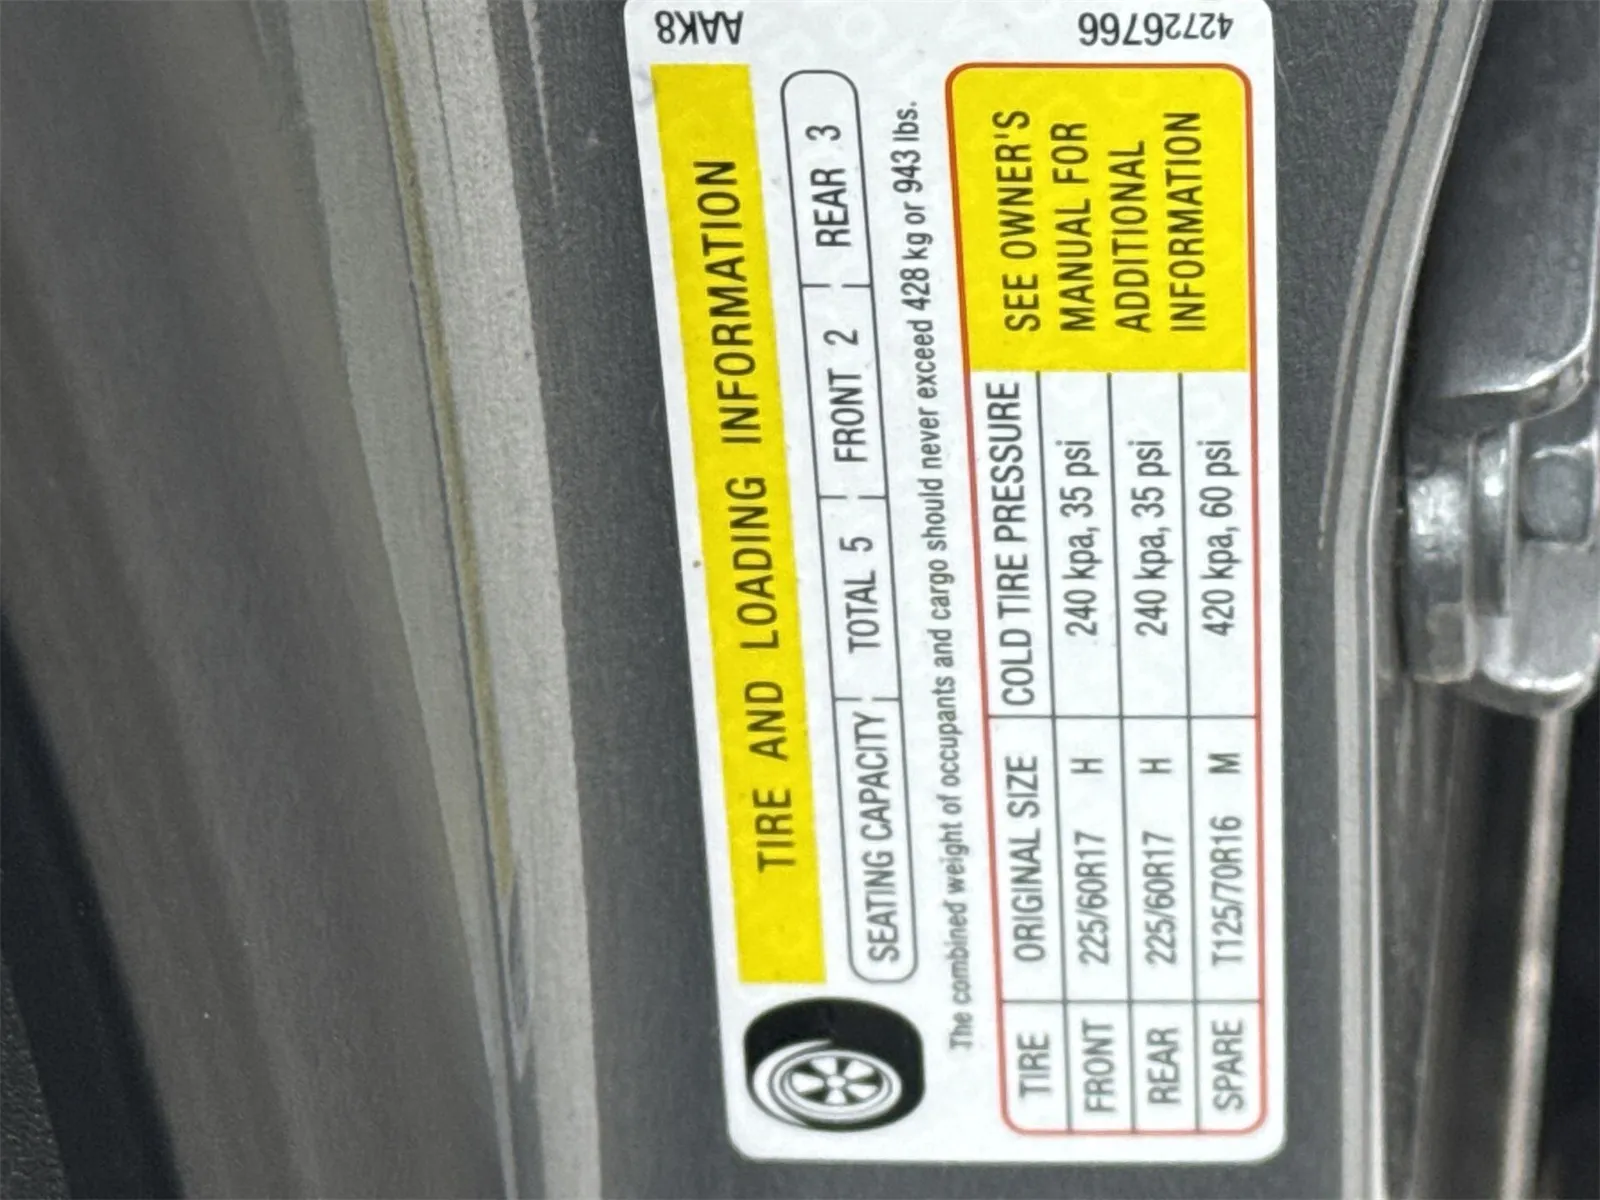 AAK8
42726766
TIRE AND LOADING INFORMATION
SEATING CAPACITY TOTAL 5 FRONT 2 REAR 3
The combined weight of occupants and cargo should never exceed 428 kg or 943 lbs.
TIRE ORIGINAL SIZE COLD TIRE PRESSURE
FRONT 225/60R17 H 240 kpa, 35 psi
REAR 225/60R17 H 240 kpa, 35 psi
SPARE T125/70R16 M 420 kpa, 60 psi
SEE OWNER'S
MANUAL FOR
ADDITIONAL
INFORMATION